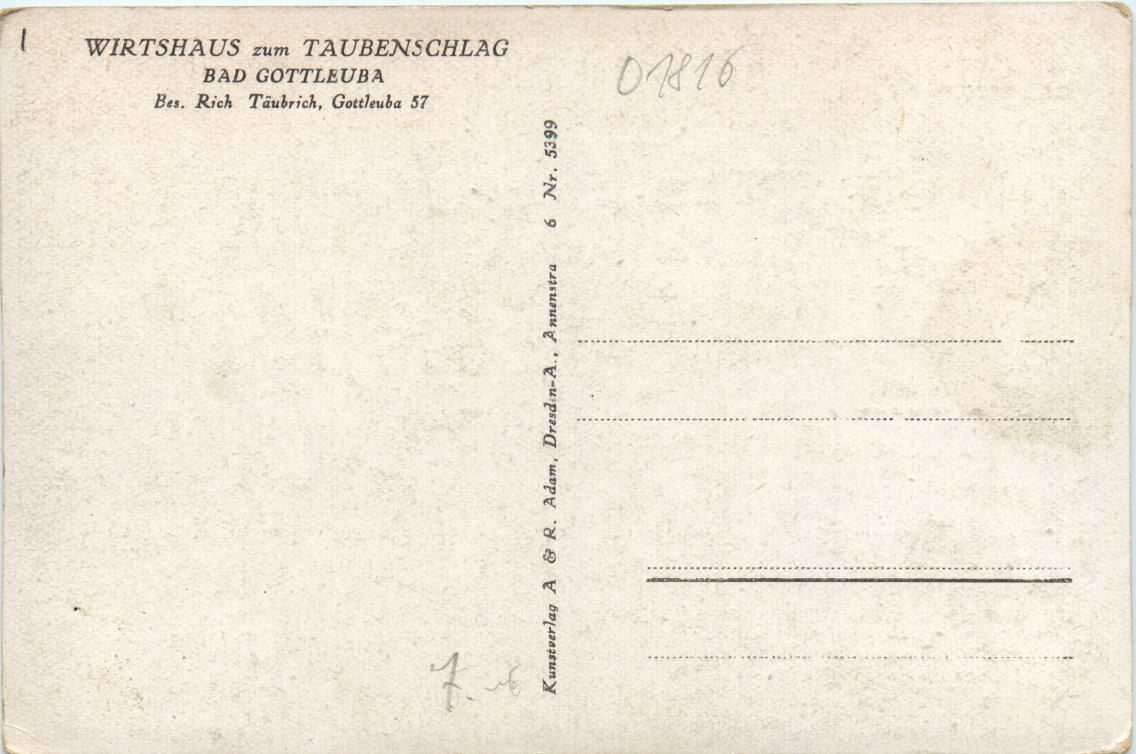 1
WIRTSHAUS zum TAUBENSCHLAG
BAD GOTTLEUBA
Bes. Rich Täubrich, Gottleuba 57
01816
Kunstverlag A & R. Adam, Dresden-A., Annenstra 6 Nr. 5399
7.